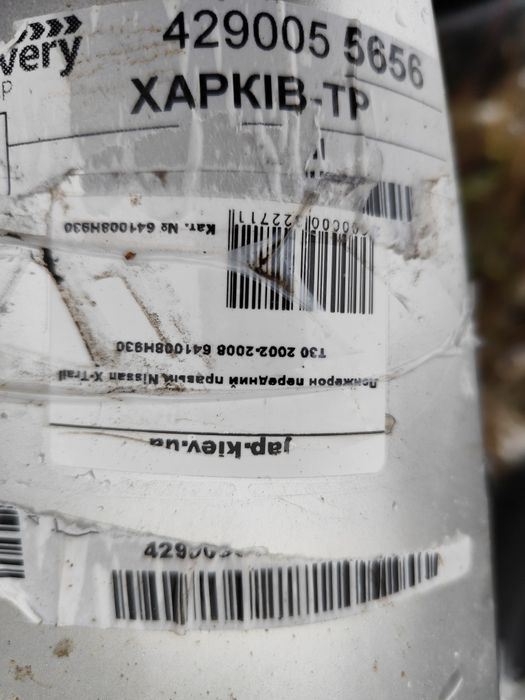 very
р
429005 5656
ХАРКІВ-ТР
jap.kiev.ua
Лонжерон передний правый Nissan X-Trail
T30 2002-2008 641008H930
Кат. № 641008H930